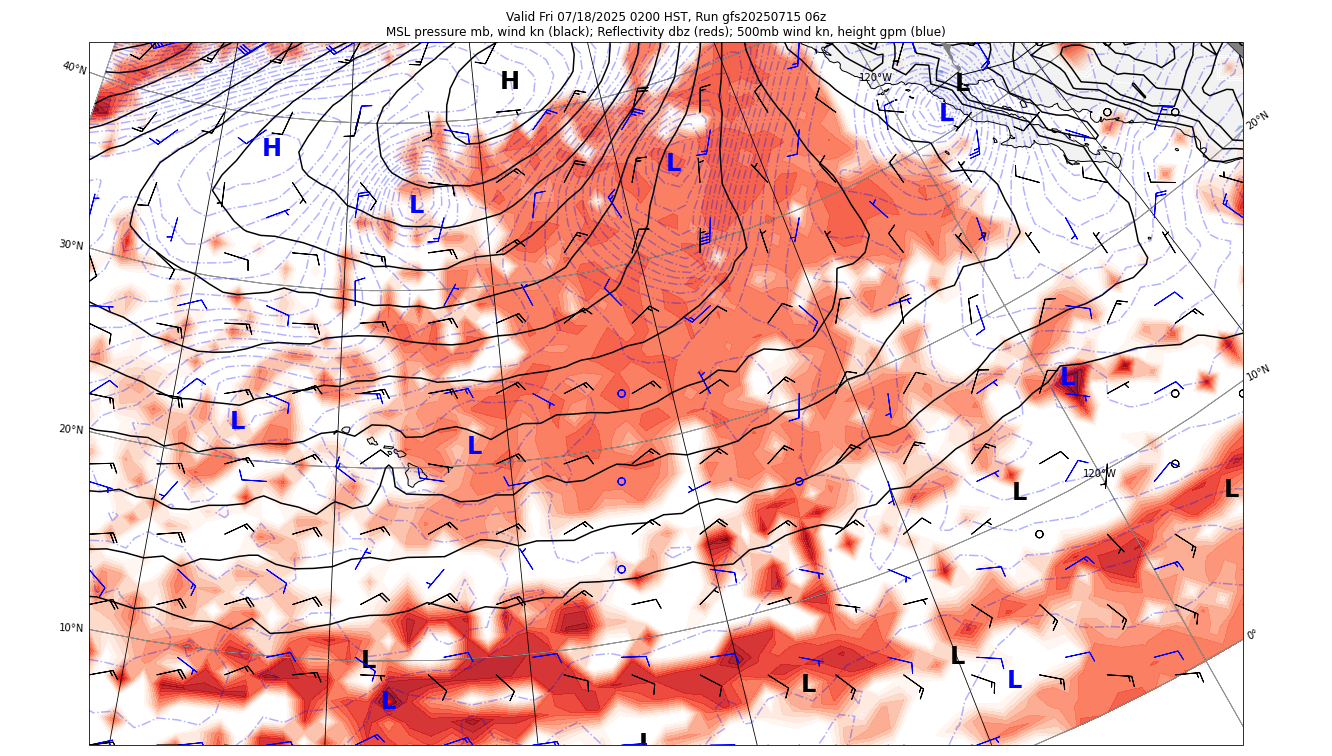 Valid Fri 07/18/2025 0200 HST, Run gfs20250715 06z
MSL pressure mb, wind kn (black); Reflectivity dbz (reds); 500mb wind kn, height gpm (blue)
40°N
120°W
H
L
L
20°N
H
L
L
30°N
L
10°N
L
20°N
L
120°W
L
L
10°N
0°
L
L
L
L
L
L